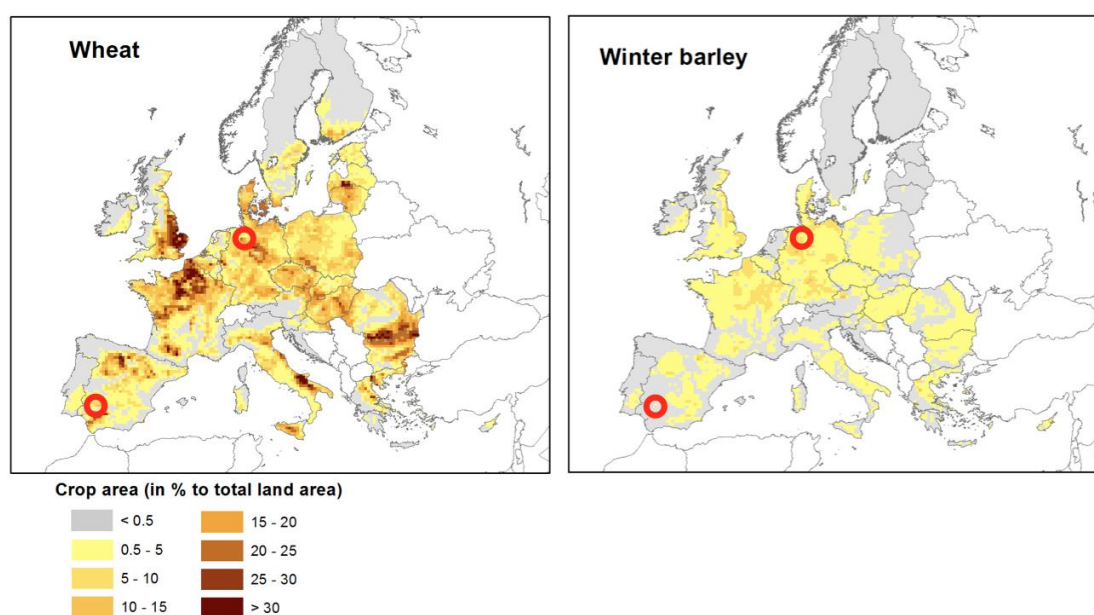 Wheat
Winter barley
Crop area (in % to total land area)
< 0.5
15 - 20
0.5 - 5
20 - 25
5 - 10
25 - 30
10 - 15
> 30